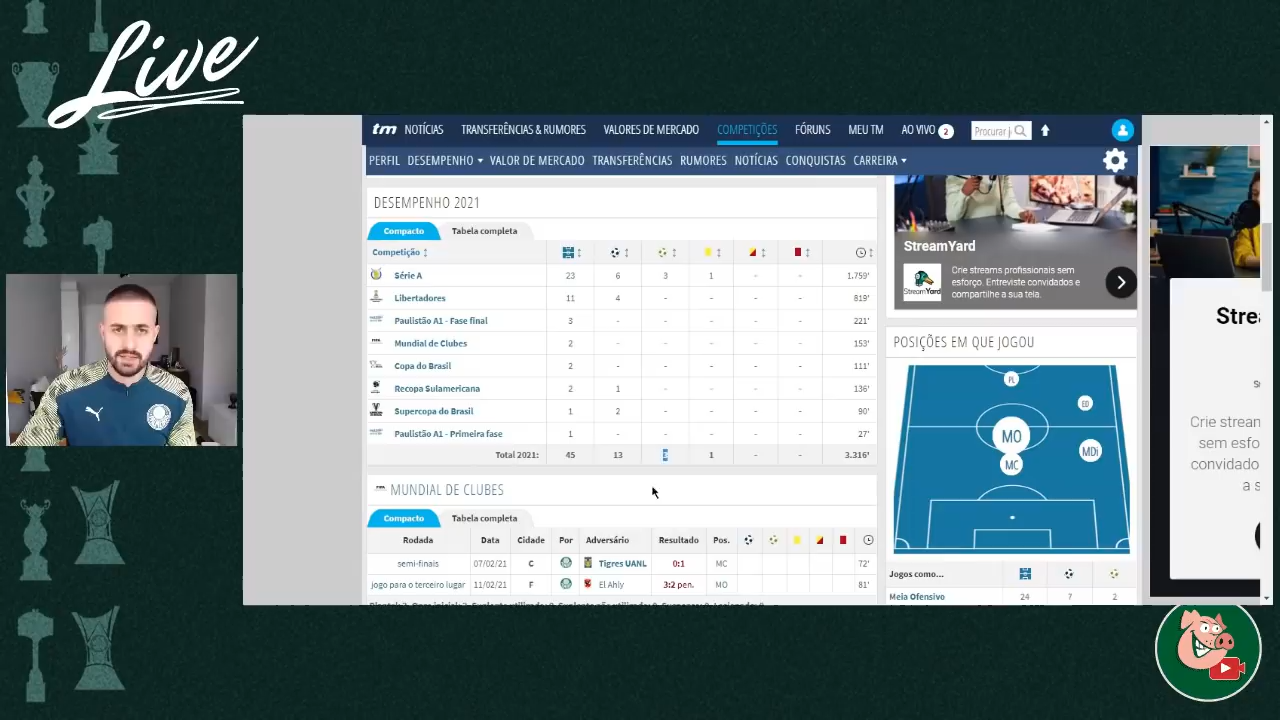 Live
tm NOTÍCIAS TRANSFERÊNCIAS & RUMORES VALORES DE MERCADO COMPETIÇÕES FÓRUNS MEU TM AO VIVO 2 Procurar j
PERFIL DESEMPENHO VALOR DE MERCADO TRANSFERÊNCIAS RUMORES NOTÍCIAS CONQUISTAS CARREIRA
DESEMPENHO 2021
Compacto Tabela completa
Competição
Série A 23 6 3 1 - - 1.759'
Libertadores 11 4 - - - - 819'
Paulistão A1 - Fase final 3 - - - - - 221'
Mundial de Clubes 2 - - - - - 153'
Copa do Brasil 2 - - - - - 111'
Recopa Sulamericana 2 1 - - - - 136'
Supercopa do Brasil 1 2 - - - - 90'
Paulistão A1 - Primeira fase 1 - - - - - 27'
Total 2021: 45 13 3 1 - - 3.316'
MUNDIAL DE CLUBES
Compacto Tabela completa
Rodada Data Cidade Por Adversário Resultado Pos.
semi-finais 07/02/21 C Tigres UANL 0:1 MC 72'
jogo para o terceiro lugar 11/02/21 F El Ahly 3:2 pen. MO 81'
StreamYard
StreamYard
Crie streams profissionais sem
esforço. Entreviste convidados e
compartilhe a sua tela.
POSIÇÕES EM QUE JOGOU
PL
ED
MO
MDi
MC
Jogos como...
Meia Ofensivo 24 7 2
Stre
Crie strean
sem esfo
convidado
a s